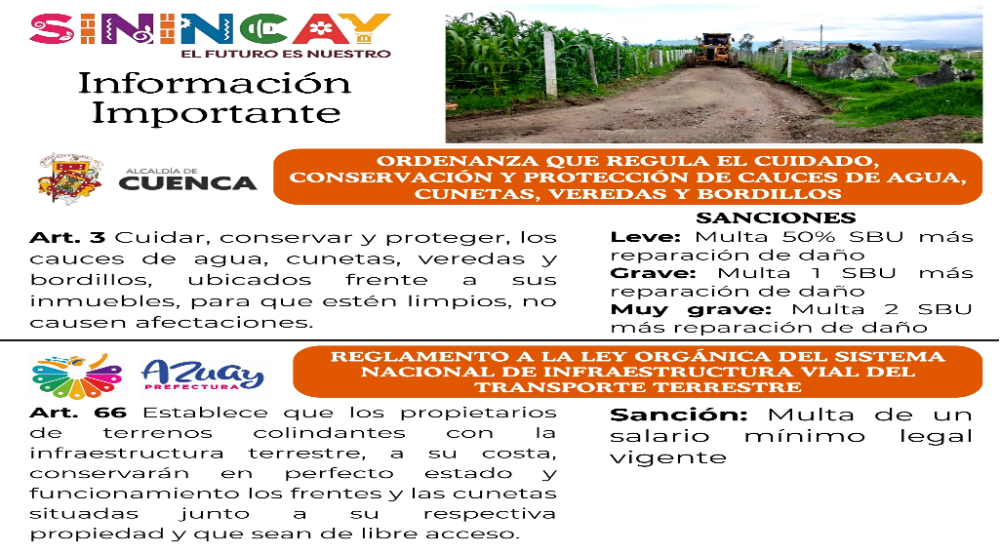 SININCAY
EL FUTURO ES NUESTRO
Información
Importante
ALCALDÍA DE
CUENCA
ORDENANZA QUE REGULA EL CUIDADO,
CONSERVACIÓN Y PROTECCIÓN DE CAUCES DE AGUA,
CUNETAS, VEREDAS Y BORDILLOS
Art. 3 Cuidar, conservar y proteger, los
cauces de agua, cunetas, veredas y
bordillos, ubicados frente a sus
inmuebles, para que estén limpios, no
causen afectaciones.
SANCIONES
Leve: Multa 50% SBU más
reparación de daño
Grave: Multa 1 SBU más
reparación de daño
Muy grave: Multa 2 SBU
más reparación de daño
Azuay
PREFECTURA
REGLAMENTO A LA LEY ORGÁNICA DEL SISTEMA
NACIONAL DE INFRAESTRUCTURA VIAL DEL
TRANSPORTE TERRESTRE
Art. 66 Establece que los propietarios
de terrenos colindantes con la
infraestructura terrestre, a su costa,
conservarán en perfecto estado y
funcionamiento los frentes y las cunetas
situadas junto a su respectiva
propiedad y que sean de libre acceso.
Sanción: Multa de un
salario mínimo legal
vigente